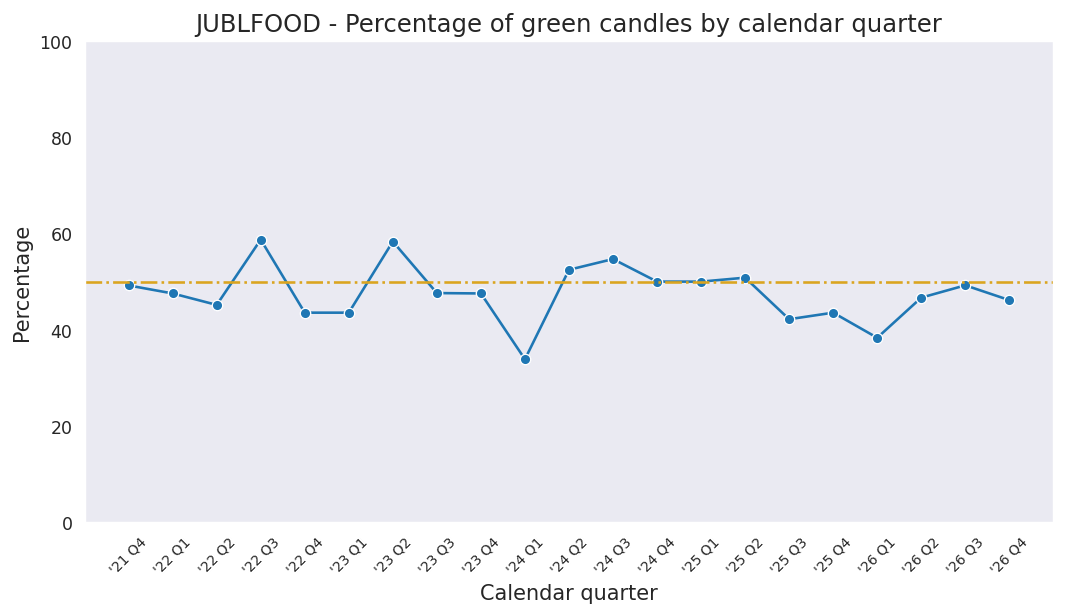 JUBLFOOD - Percentage of green candles by calendar quarter
100
80
60
40
20
0
Percentage
'21 Q4
'22 Q1
'22 Q2
'22 Q3
'22 Q4
'23 Q1
'23 Q2
'23 Q3
'23 Q4
'24 Q1
'24 Q2
'24 Q3
'24 Q4
'25 Q1
'25 Q2
'25 Q3
'25 Q4
'26 Q1
'26 Q2
'26 Q3
'26 Q4
Calendar quarter